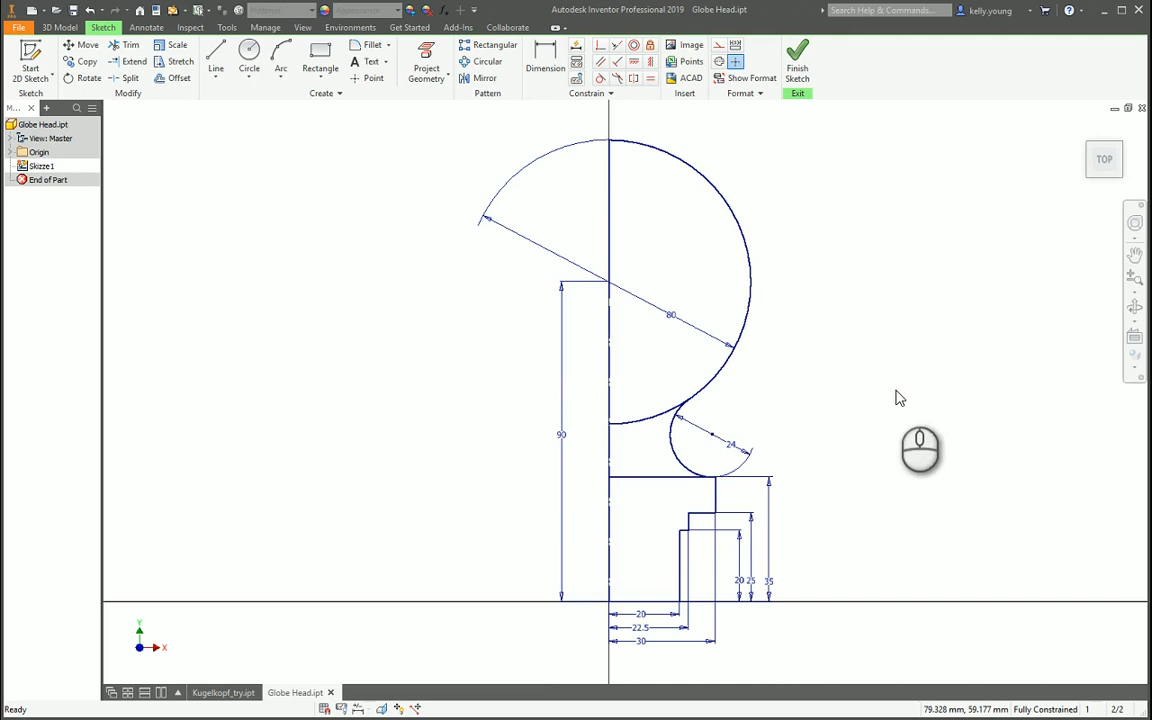 Material
Appearance
Autodesk Inventor Professional 2019   Globe Head.ipt
Search Help & Commands...
kelly.young
File
3D Model
Sketch
Annotate
Inspect
Tools
Manage
View
Environments
Get Started
Add-Ins
Collaborate
Move
Trim
Scale
Copy
Extend
Stretch
Rotate
Split
Offset
Start
2D Sketch
Line
Circle
Arc
Rectangle
Fillet
Text
Point
Project
Geometry
Rectangular
Circular
Mirror
Dimension
Image
Points
ACAD
Show Format
Finish
Sketch
Sketch
Modify
Create
Pattern
Constrain
Insert
Format
Exit
M...
Globe Head.ipt
View: Master
Origin
Skizze1
End of Part
TOP
80
90
24
20
25
35
20
22.5
30
Y
X
Kugelkopf_try.ipt
Globe Head.ipt
Ready
79.328 mm, 59.177 mm
Fully Constrained
1
2/2